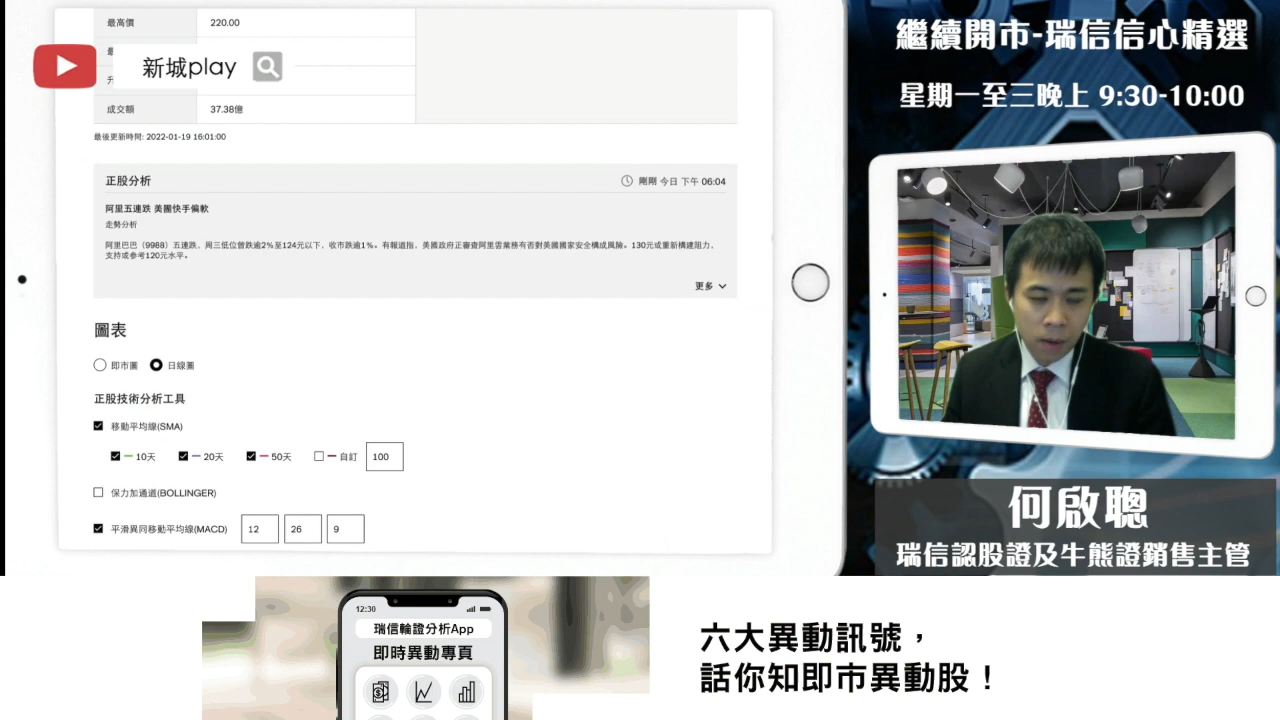 最高價 220.00
新城play
成交額 37.38億
最後更新時間: 2022-01-19 16:01:00
正股分析
剛剛 今日 下午 06:04
阿里五連跌 美團快手偏軟
走勢分析
阿里巴巴（9988）五連跌，周三低位曾跌逾2%至124元以下，收市跌逾1%。有報道指，美國政府正審查阿里雲業務有否對美國國家安全構成風險。130元或重新構建阻力，
支持或參考120元水平。
更多
圖表
即市圖 日線圖
正股技術分析工具
移動平均線(SMA)
10天 20天 50天 自訂 100
保力加通道(BOLLINGER)
平滑異同移動平均線(MACD) 12 26 9
繼續開市-瑞信信心精選
星期一至三晚上 9:30-10:00
何啟聰
瑞信認股證及牛熊證銷售主管
12:30
瑞信輪證分析App
即時異動專頁
六大異動訊號，
話你知即市異動股！